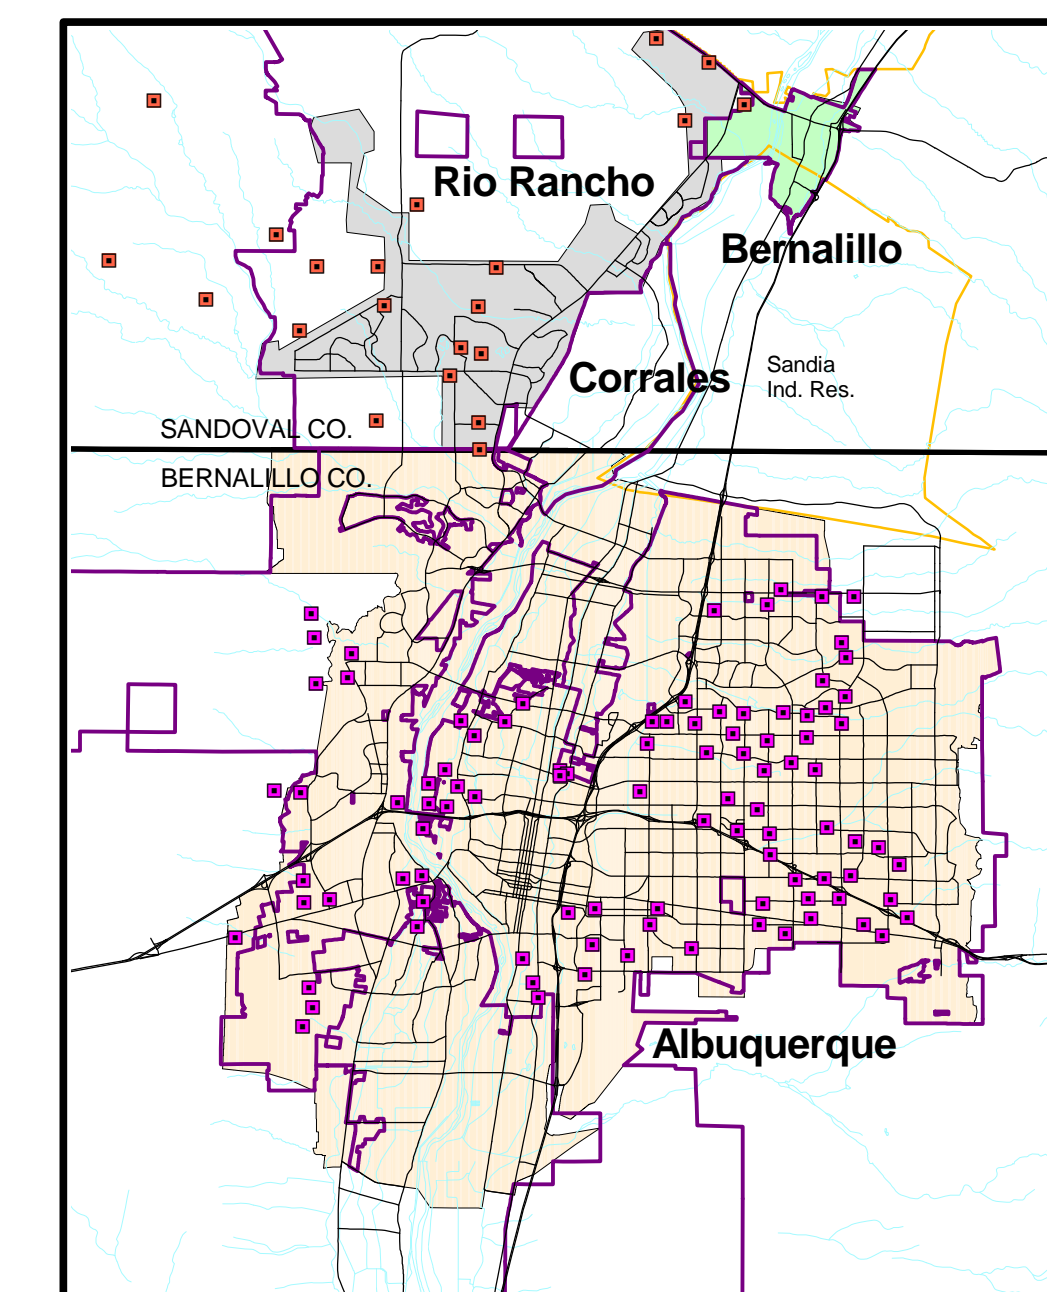 Rio Rancho
Bernalillo
Corrales
Sandia
Ind. Res.
SANDOVAL CO.
BERNALILLO CO.
Albuquerque